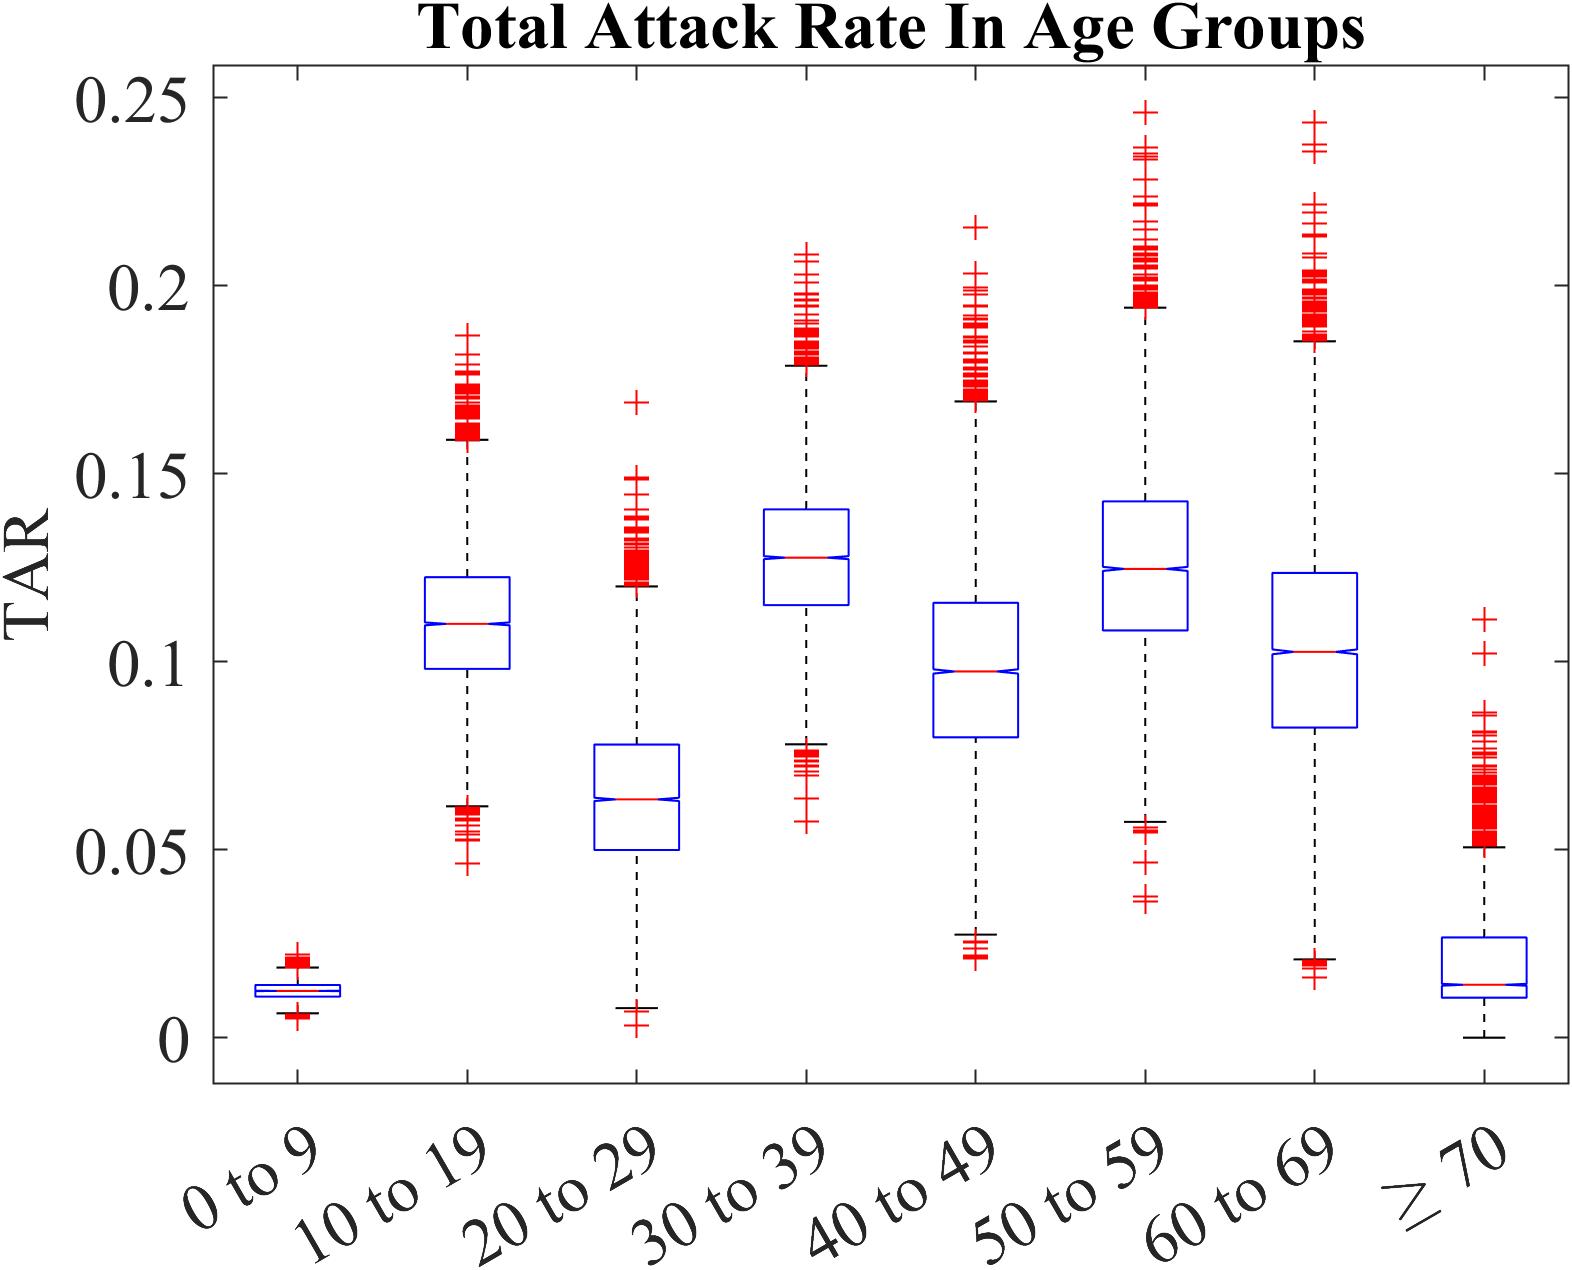 Total Attack Rate In Age Groups
TAR
0.25
0.2
0.15
0.1
0.05
0
0 to 9
10 to 19
20 to 29
30 to 39
40 to 49
50 to 59
60 to 69
≥ 70